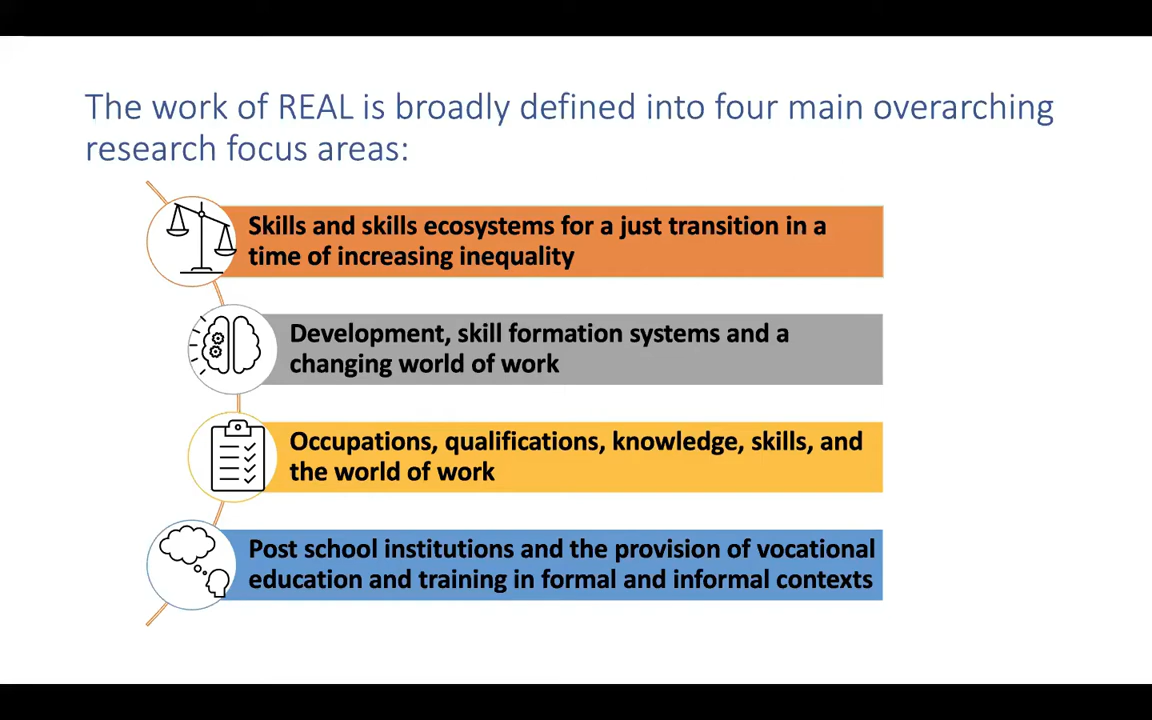 The work of REAL is broadly defined into four main overarching
research focus areas:
Skills and skills ecosystems for a just transition in a
time of increasing inequality
Development, skill formation systems and a
changing world of work
Occupations, qualifications, knowledge, skills, and
the world of work
Post school institutions and the provision of vocational
education and training in formal and informal contexts